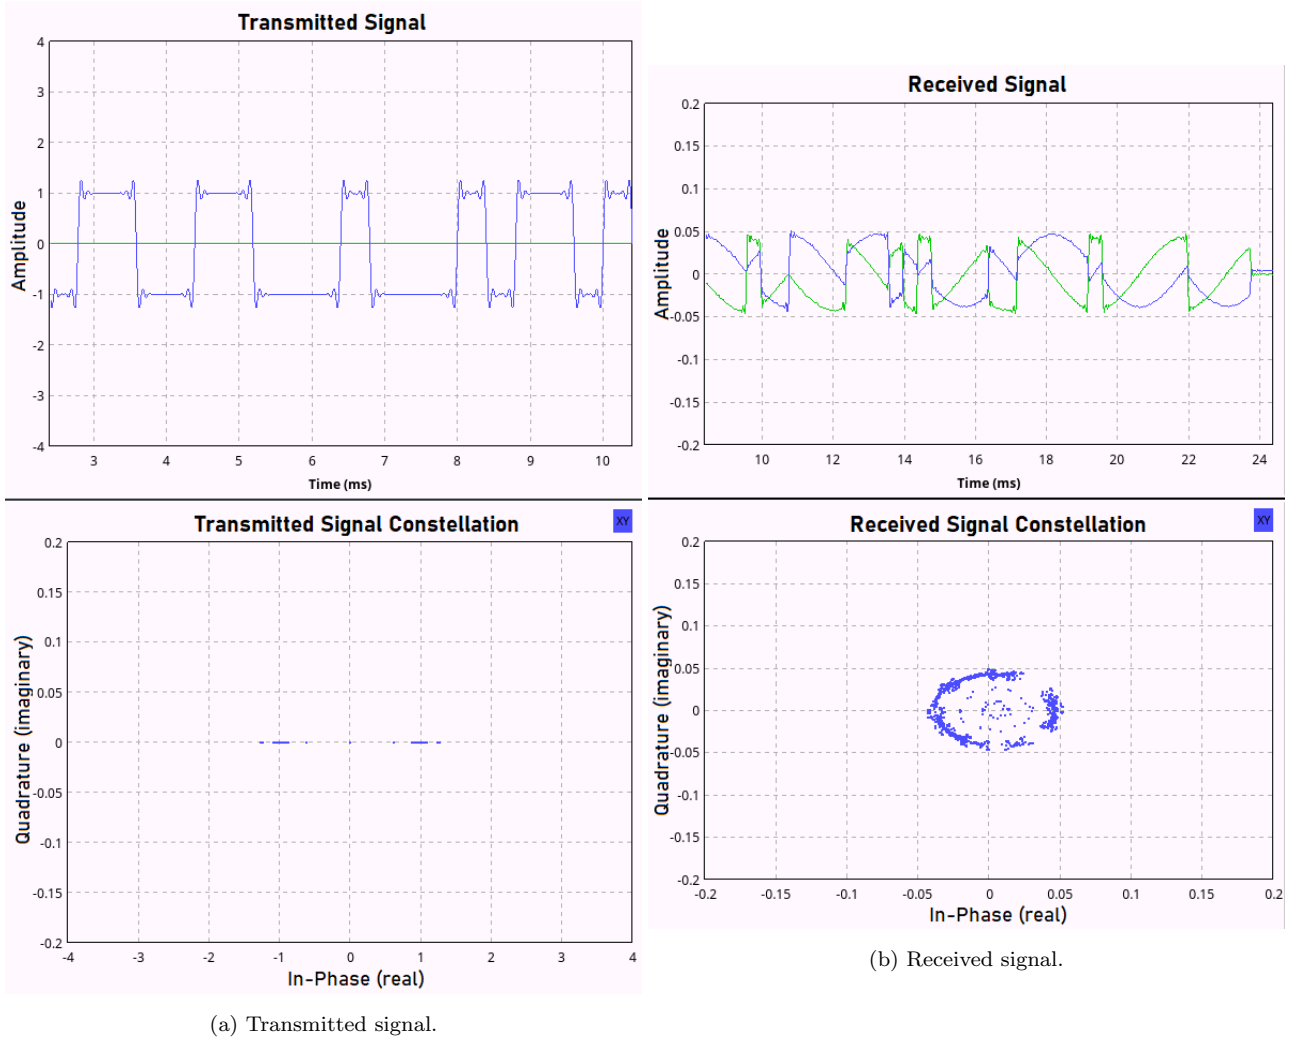 Transmitted Signal
4
3
2
1
0
-1
-2
-3
-4
Amplitude
3 4 5 6 7 8 9 10
Time (ms)
Transmitted Signal Constellation
XY
0.2
0.15
0.1
0.05
0
-0.05
-0.1
-0.15
-0.2
Quadrature (imaginary)
-4 -3 -2 -1 0 1 2 3 4
In-Phase (real)
(a) Transmitted signal.
Received Signal
0.2
0.15
0.1
0.05
0
-0.05
-0.1
-0.15
-0.2
Amplitude
10 12 14 16 18 20 22 24
Time (ms)
Received Signal Constellation
XY
0.2
0.15
0.1
0.05
0
-0.05
-0.1
-0.15
-0.2
Quadrature (imaginary)
-0.2 -0.15 -0.1 -0.05 0 0.05 0.1 0.15 0.2
In-Phase (real)
(b) Received signal.